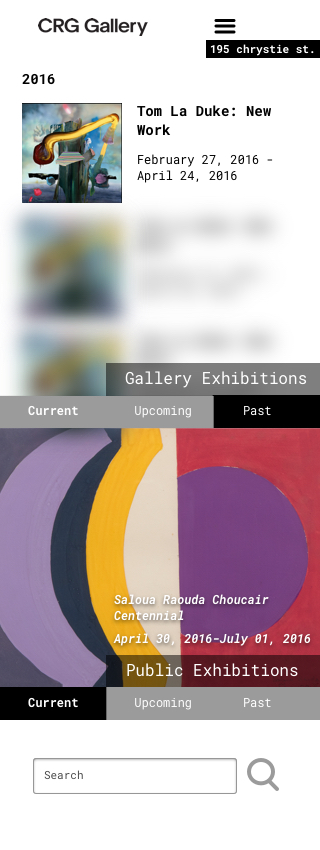 CRG Gallery
195 chrystie st.
2016
Tom La Duke: New
Work
February 27, 2016 -
April 24, 2016
Gallery Exhibitions
Current
Upcoming
Past
Saloua Raouda Choucair
Centennial
April 30, 2016-July 01, 2016
Public Exhibitions
Current
Upcoming
Past
Search